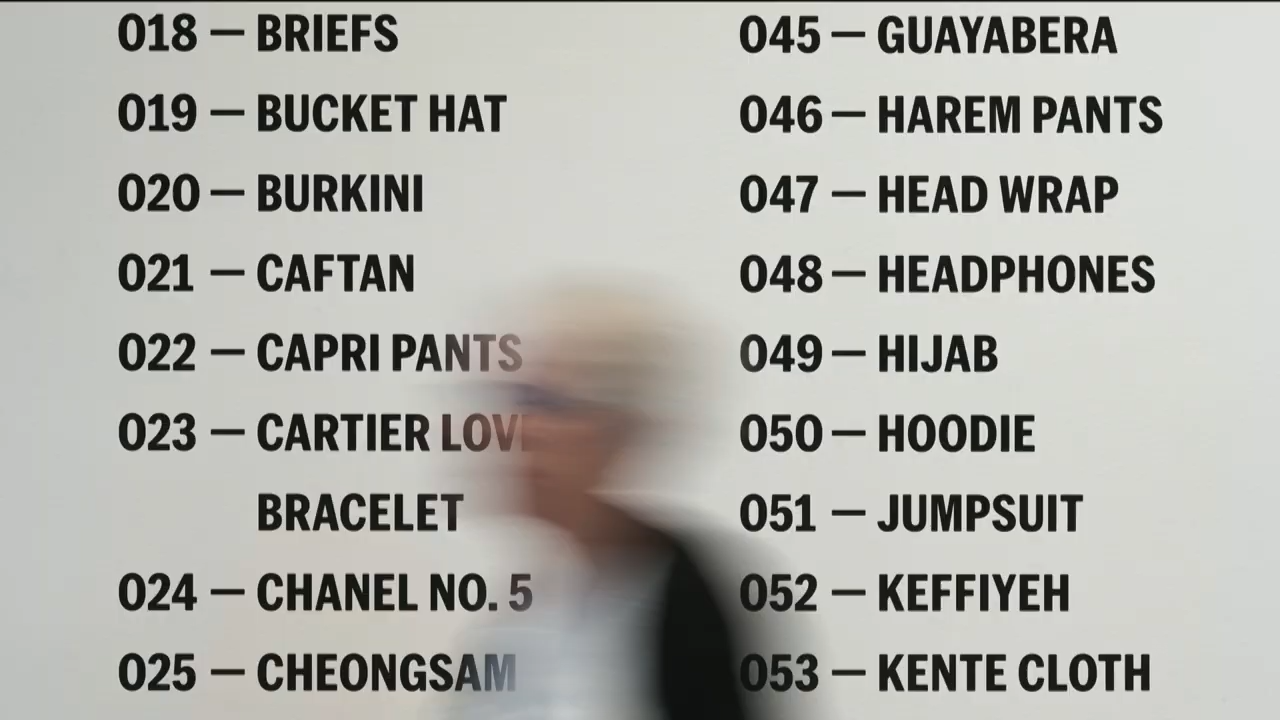 018 — BRIEFS
019 — BUCKET HAT
020 — BURKINI
021 — CAFTAN
022 — CAPRI PANTS
023 — CARTIER LOV
BRACELET
024 — CHANEL NO. 5
025 — CHEONGSAM
045 — GUAYABERA
046 — HAREM PANTS
047 — HEAD WRAP
048 — HEADPHONES
049 — HIJAB
050 — HOODIE
051 — JUMPSUIT
052 — KEFFIYEH
053 — KENTE CLOTH